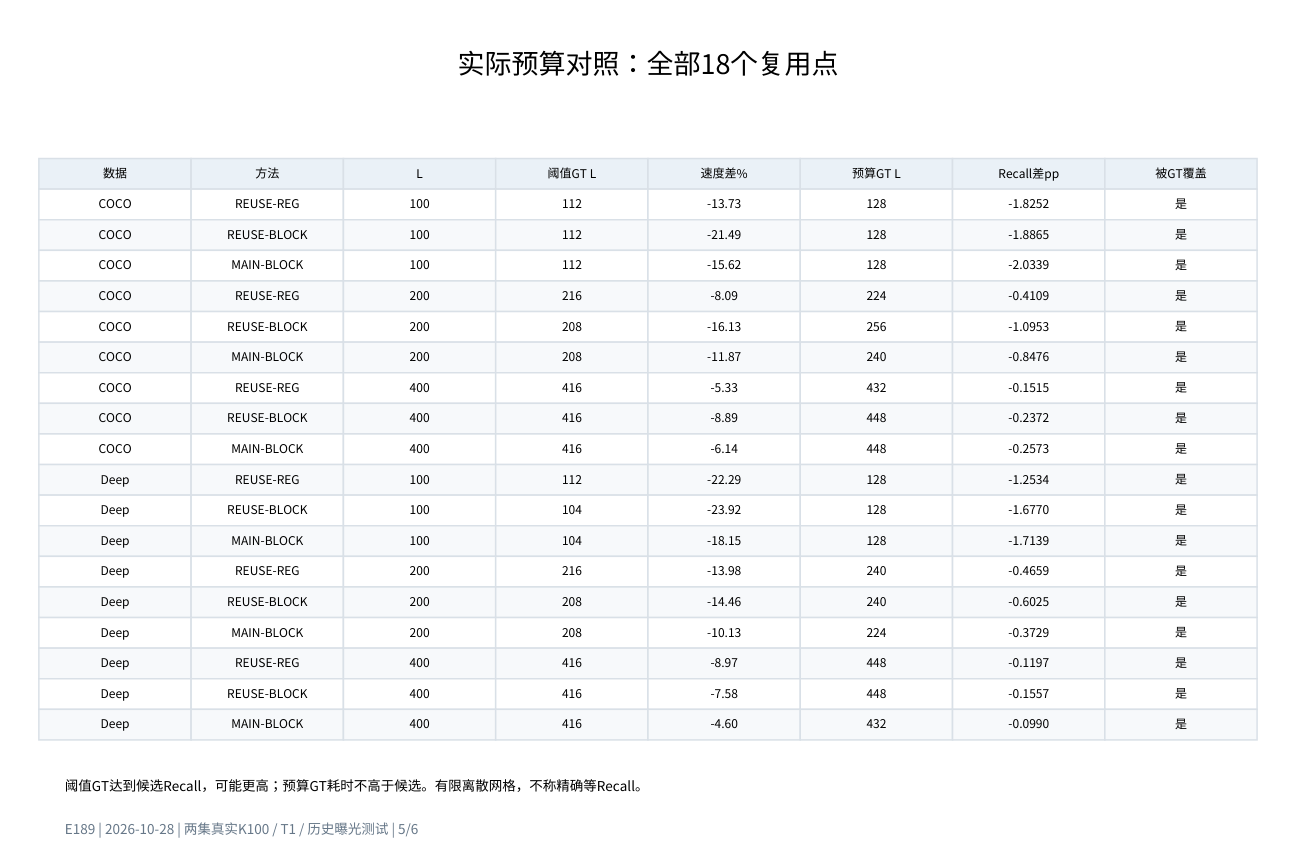 实际预算对照：全部18个复用点
数据 方法 L 阈值GT L 速度差% 预算GT L Recall差pp 被GT覆盖
COCO REUSE-REG 100 112 -13.73 128 -1.8252 是
COCO REUSE-BLOCK 100 112 -21.49 128 -1.8865 是
COCO MAIN-BLOCK 100 112 -15.62 128 -2.0339 是
COCO REUSE-REG 200 216 -8.09 224 -0.4109 是
COCO REUSE-BLOCK 200 208 -16.13 256 -1.0953 是
COCO MAIN-BLOCK 200 208 -11.87 240 -0.8476 是
COCO REUSE-REG 400 416 -5.33 432 -0.1515 是
COCO REUSE-BLOCK 400 416 -8.89 448 -0.2372 是
COCO MAIN-BLOCK 400 416 -6.14 448 -0.2573 是
Deep REUSE-REG 100 112 -22.29 128 -1.2534 是
Deep REUSE-BLOCK 100 104 -23.92 128 -1.6770 是
Deep MAIN-BLOCK 100 104 -18.15 128 -1.7139 是
Deep REUSE-REG 200 216 -13.98 240 -0.4659 是
Deep REUSE-BLOCK 200 208 -14.46 240 -0.6025 是
Deep MAIN-BLOCK 200 208 -10.13 224 -0.3729 是
Deep REUSE-REG 400 416 -8.97 448 -0.1197 是
Deep REUSE-BLOCK 400 416 -7.58 448 -0.1557 是
Deep MAIN-BLOCK 400 416 -4.60 432 -0.0990 是
阈值GT达到候选Recall，可能更高；预算GT耗时不高于候选。有限离散网格，不称精确等Recall。
E189 | 2026-10-28 | 两集真实K100 / T1 / 历史曝光测试 | 5/6